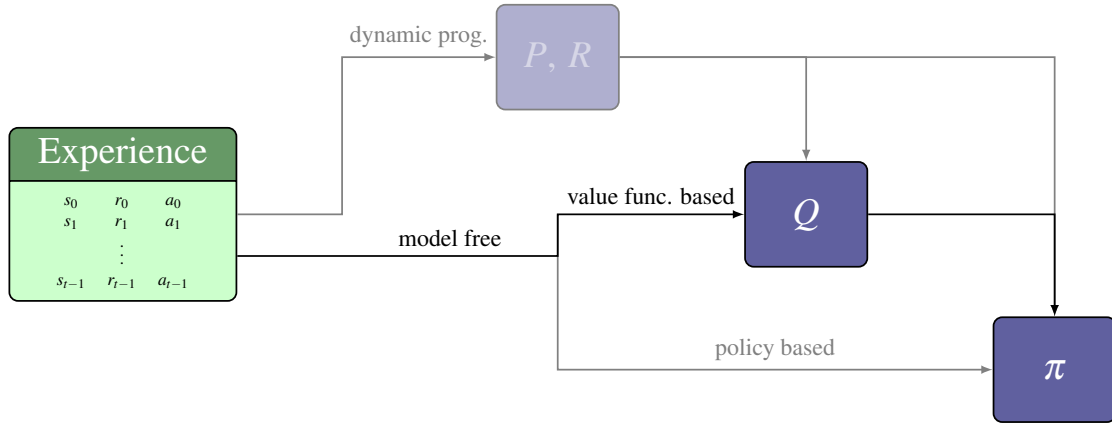 dynamic prog.
P, R
Experience
s₀ r₀ a₀
s₁ r₁ a₁
⋮
sₜ₋₁ rₜ₋₁ aₜ₋₁
value func. based
Q
model free
policy based
π